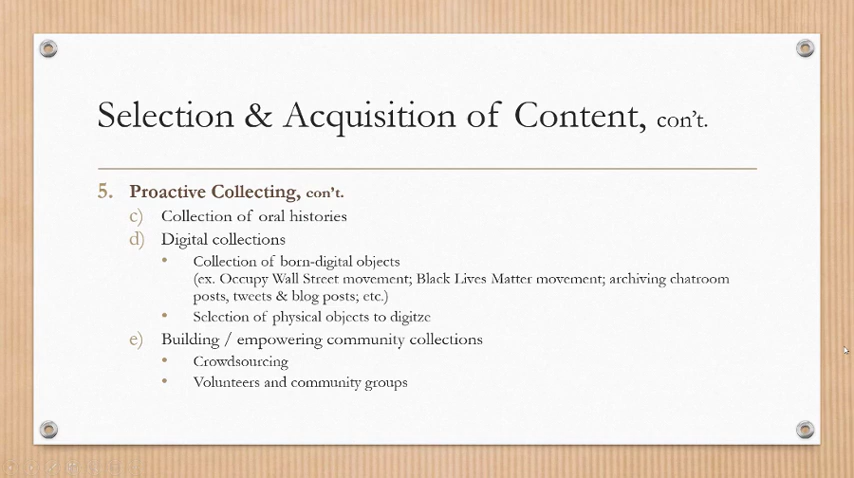 Selection & Acquisition of Content, con't.
5. Proactive Collecting, con't.
c) Collection of oral histories
d) Digital collections
• Collection of born-digital objects
(ex. Occupy Wall Street movement; Black Lives Matter movement; archiving chatroom
posts, tweets & blog posts; etc.)
• Selection of physical objects to digitze
e) Building / empowering community collections
• Crowdsourcing
• Volunteers and community groups